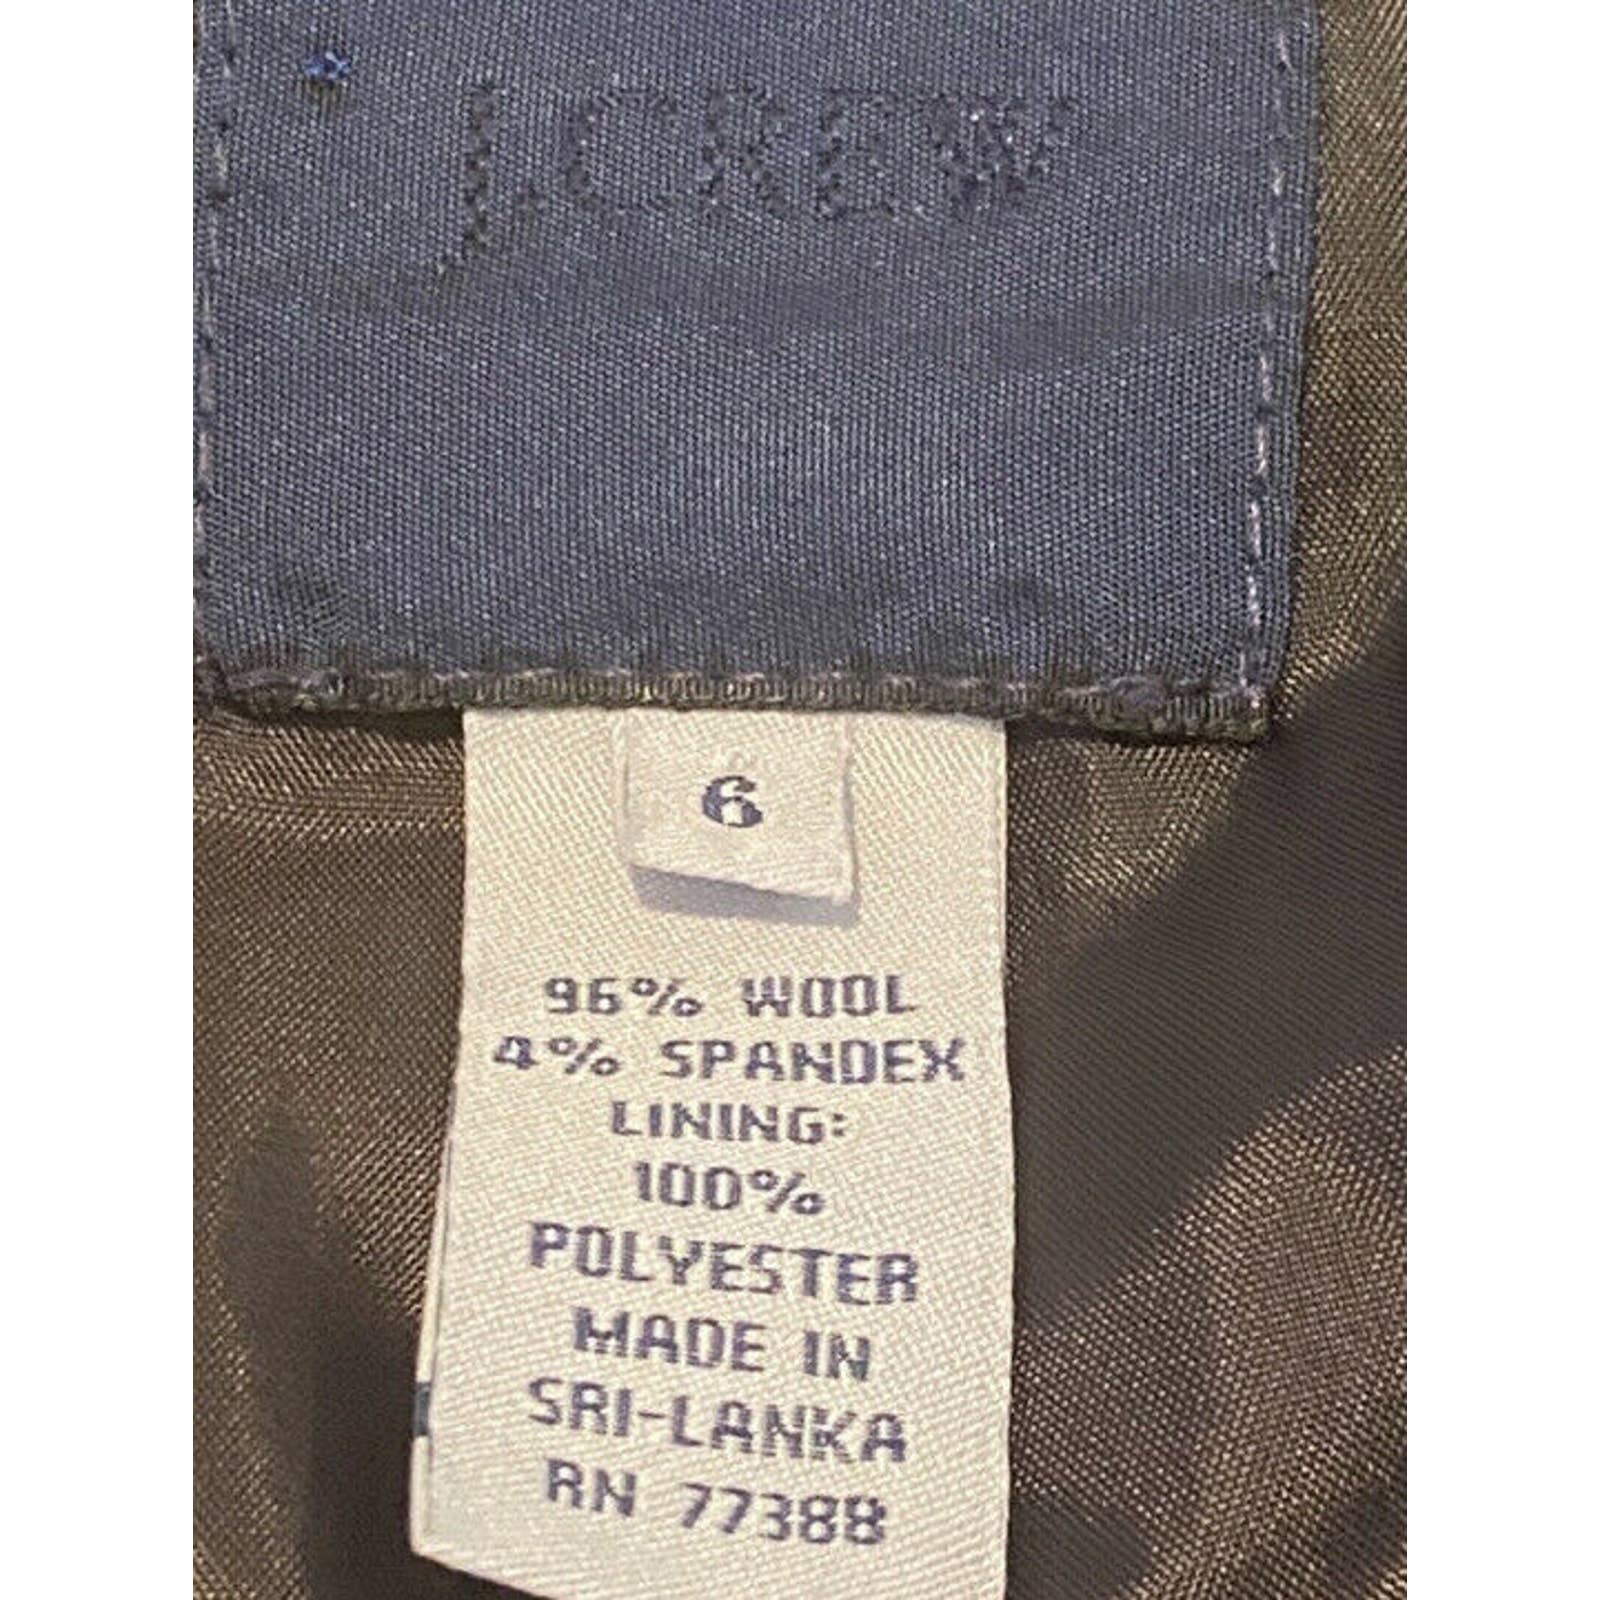 J.CREW
6
96% WOOL
4% SPANDEX
LINING:
100%
POLYESTER
MADE IN
SRI-LANKA
RN 77388